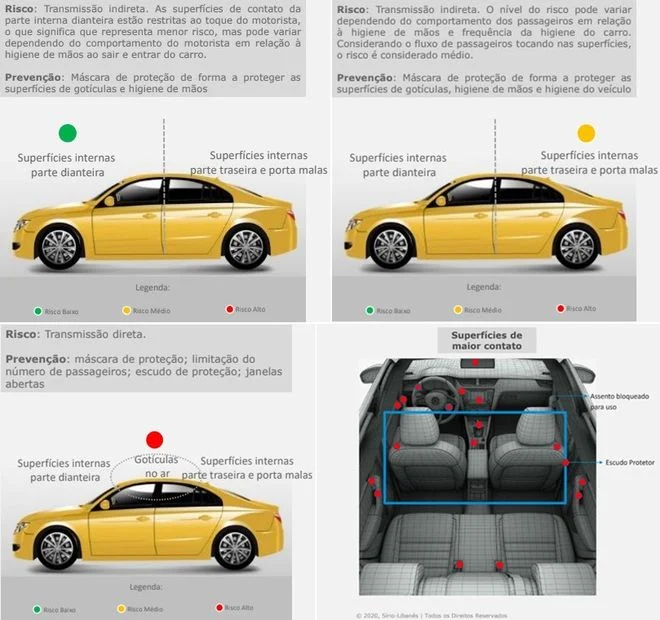 Risco: Transmissão indireta. As superfícies de contato da
parte interna dianteira estão restritas ao toque do motorista,
o que significa que representa menor risco, mas pode variar
dependendo do comportamento do motorista em relação à
higiene de mãos ao sair e entrar do carro.
Prevenção: Máscara de proteção de forma a proteger as
superfícies de gotículas e higiene de mãos
Superfícies internas
parte dianteira
Superfícies internas
parte traseira e porta malas
Legenda:
Risco Baixo
Risco Médio
Risco Alto
Risco: Transmissão indireta. O nível do risco pode variar
dependendo do comportamento dos passageiros em relação
à higiene de mãos e frequência da higiene do carro.
Considerando o fluxo de passageiros tocando nas superfícies,
o risco é considerado médio.
Prevenção: Máscara de proteção de forma a proteger as
superfícies de gotículas, higiene de mãos e higiene do veículo
Superfícies internas
parte dianteira
Superfícies internas
parte traseira e porta malas
Legenda:
Risco Baixo
Risco Médio
Risco Alto
Risco: Transmissão direta.
Prevenção: máscara de proteção; limitação do
número de passageiros; escudo de proteção; janelas
abertas
Superfícies internas
parte dianteira
Gotículas
no ar
Superfícies internas
parte traseira e porta malas
Legenda:
Risco Baixo
Risco Médio
Risco Alto
Superfícies de
maior contato
Assento bloqueado
para uso
Escudo Protetor
© 2020, Sírio-Libanês | Todos os Direitos Reservados